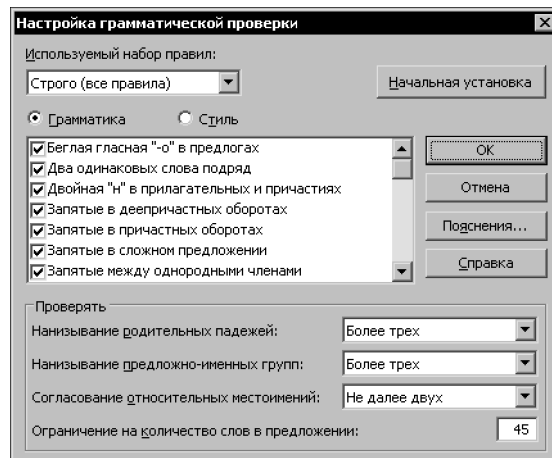 Настройка грамматической проверки
Используемый набор правил:
Строго (все правила)
Начальная установка
Грамматика
Стиль
Беглая гласная "-о" в предлогах
Два одинаковых слова подряд
Двойная "н" в прилагательных и причастиях
Запятые в деепричастных оборотах
Запятые в причастных оборотах
Запятые в сложном предложении
Запятые между однородными членами
OK
Отмена
Пояснения...
Справка
Проверять
Нанизывание родительных падежей:
Более трех
Нанизывание предложно-именных групп:
Более трех
Согласование относительных местоимений:
Не далее двух
Ограничение на количество слов в предложении:
45